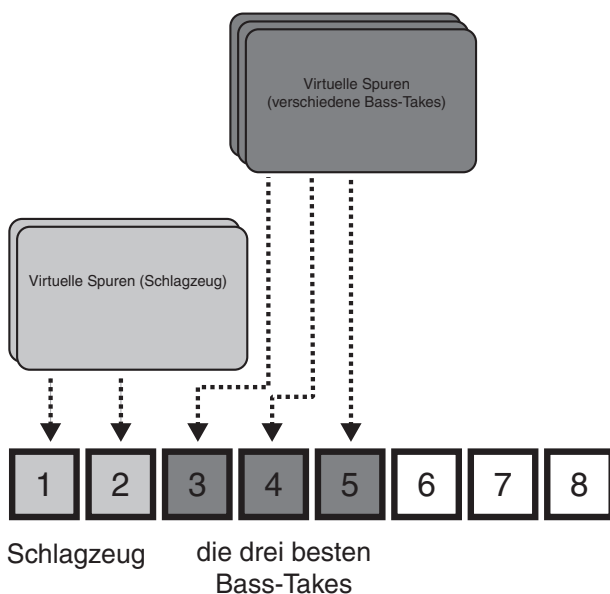 Virtuelle Spuren
(verschiedene Bass-Takes)
Virtuelle Spuren (Schlagzeug)
1 2 3 4 5 6 7 8
Schlagzeug
die drei besten
Bass-Takes